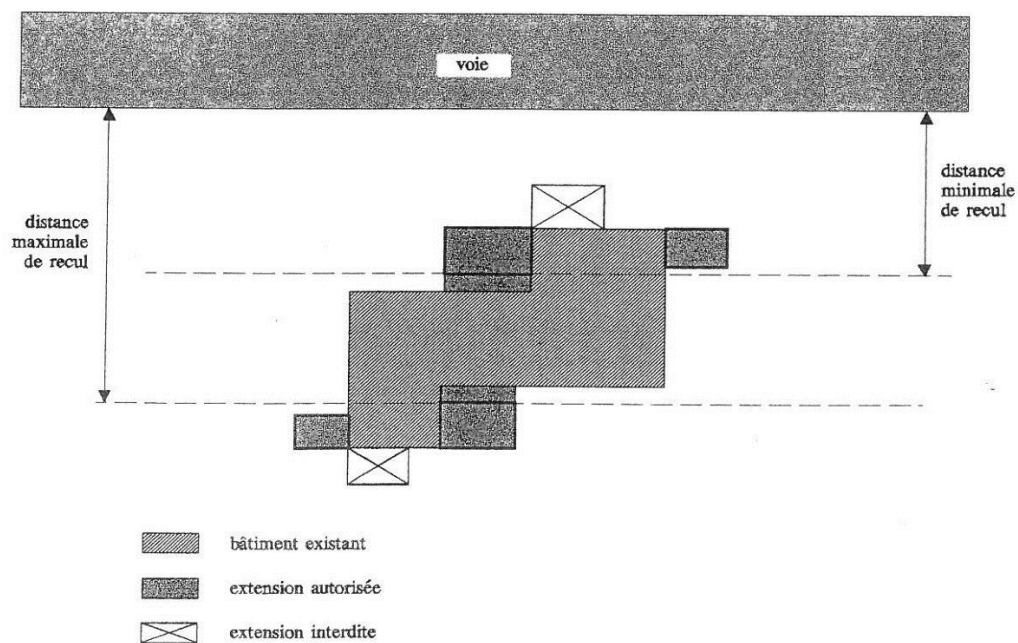 voie
distance
maximale
de recul
distance
minimale
de recul
bâtiment existant
extension autorisée
extension interdite